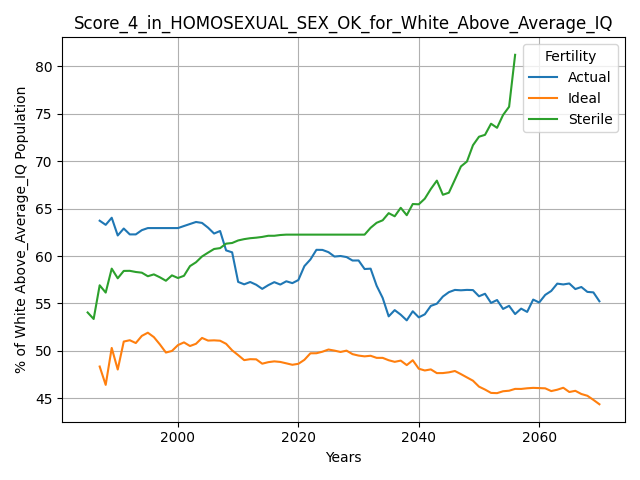 Score_4_in_HOMOSEXUAL_SEX_OK_for_White_Above_Average_IQ
% of White Above_Average_IQ Population
80
75
70
65
60
55
50
45
Fertility
Actual
Ideal
Sterile
2000
2020
2040
2060
Years